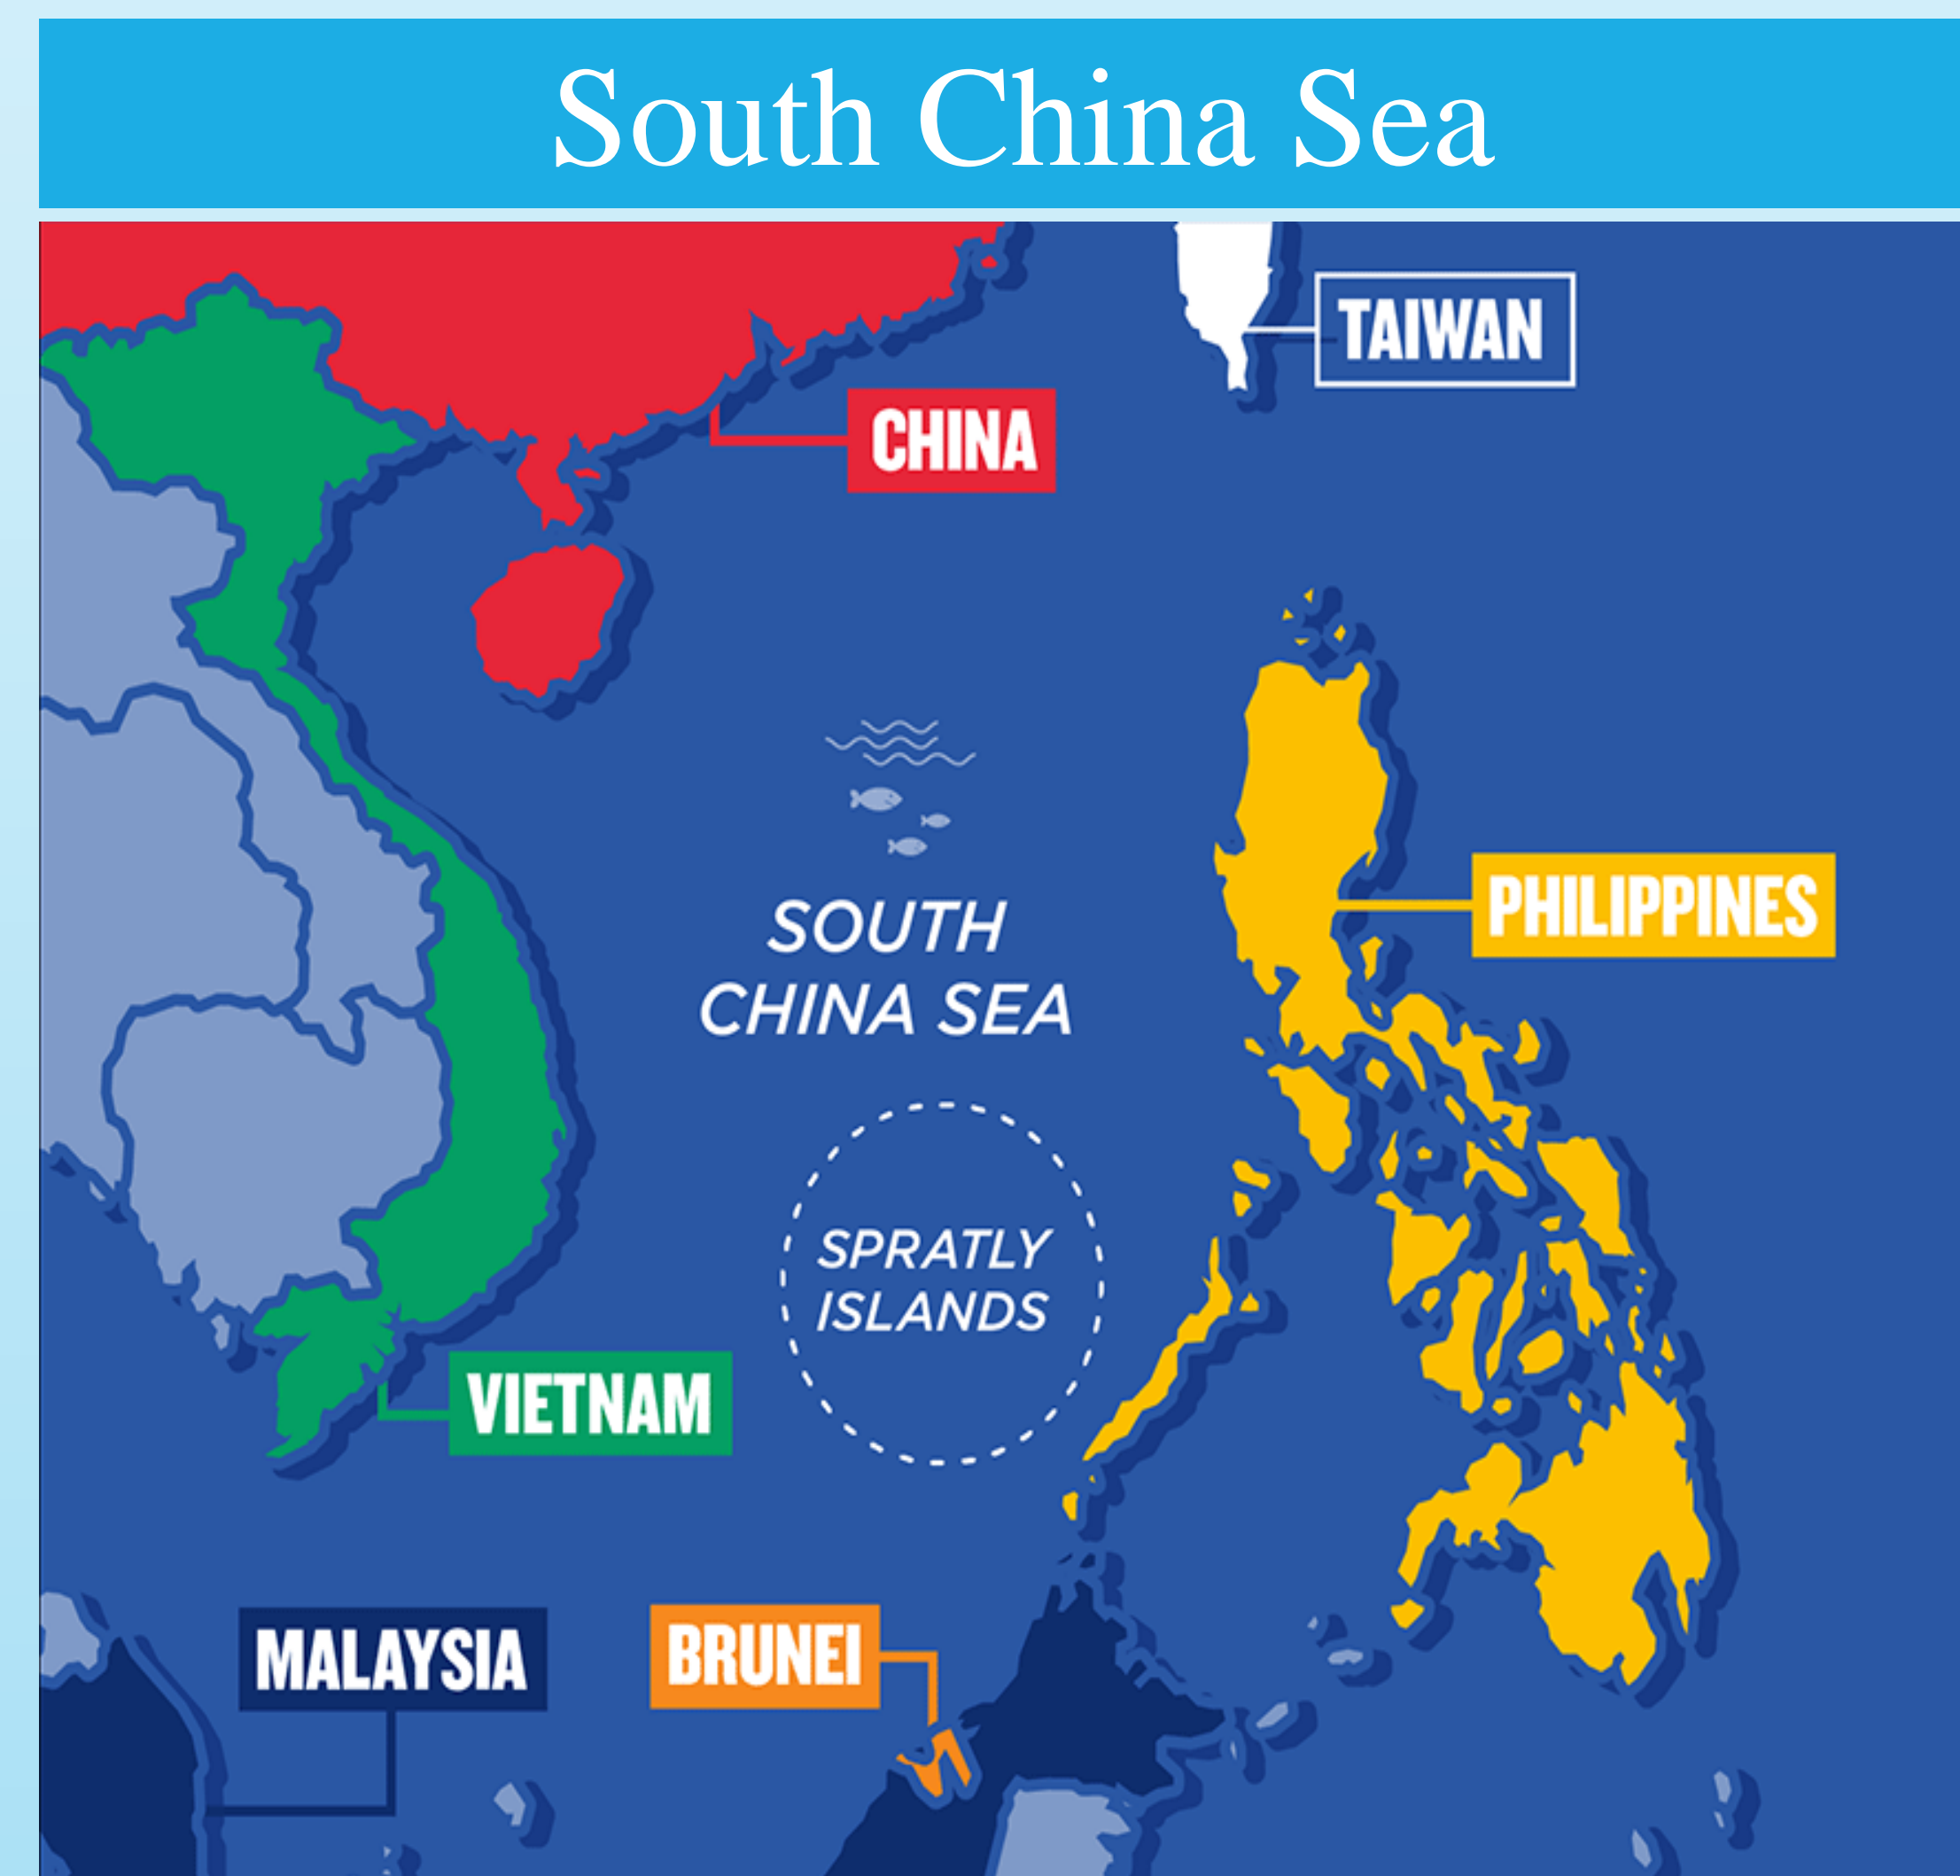 South China Sea
TAIWAN
CHINA
PHILIPPINES
SOUTH
CHINA SEA
SPRATLY
ISLANDS
VIETNAM
MALAYSIA
BRUNEI